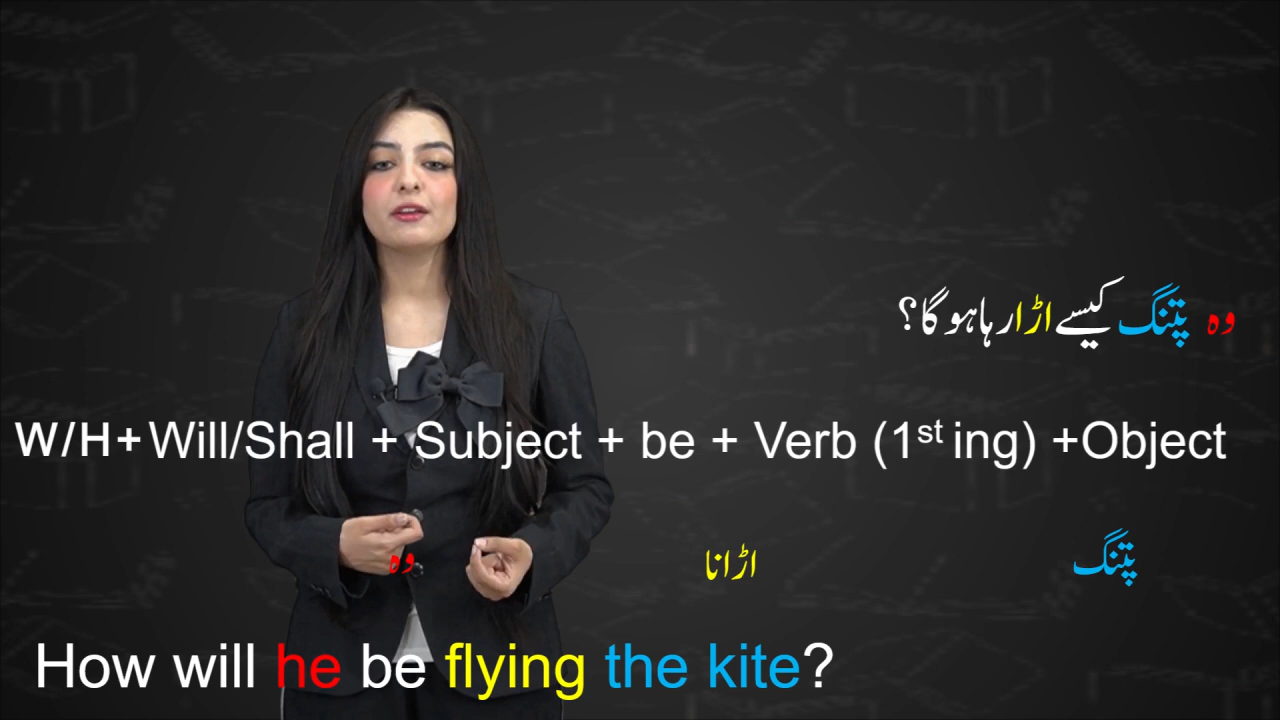 وہ پتنگ کیسے اڑا رہا ہو گا؟
W/H+ Will/Shall + Subject + be + Verb (1st ing) +Object
وہ اڑانا پتنگ
How will he be flying the kite?